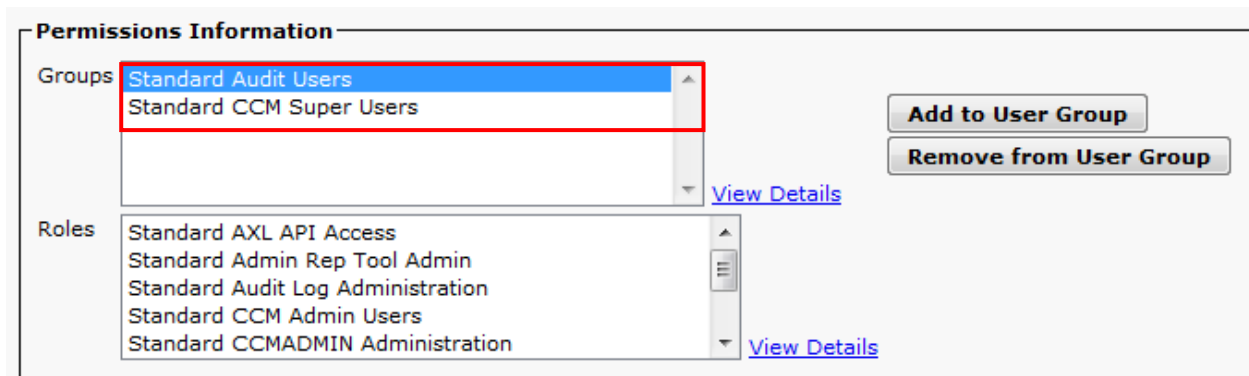 Permissions Information
Groups
Standard Audit Users
Standard CCM Super Users
Add to User Group
Remove from User Group
View Details
Roles
Standard AXL API Access
Standard Admin Rep Tool Admin
Standard Audit Log Administration
Standard CCM Admin Users
Standard CCMADMIN Administration
View Details